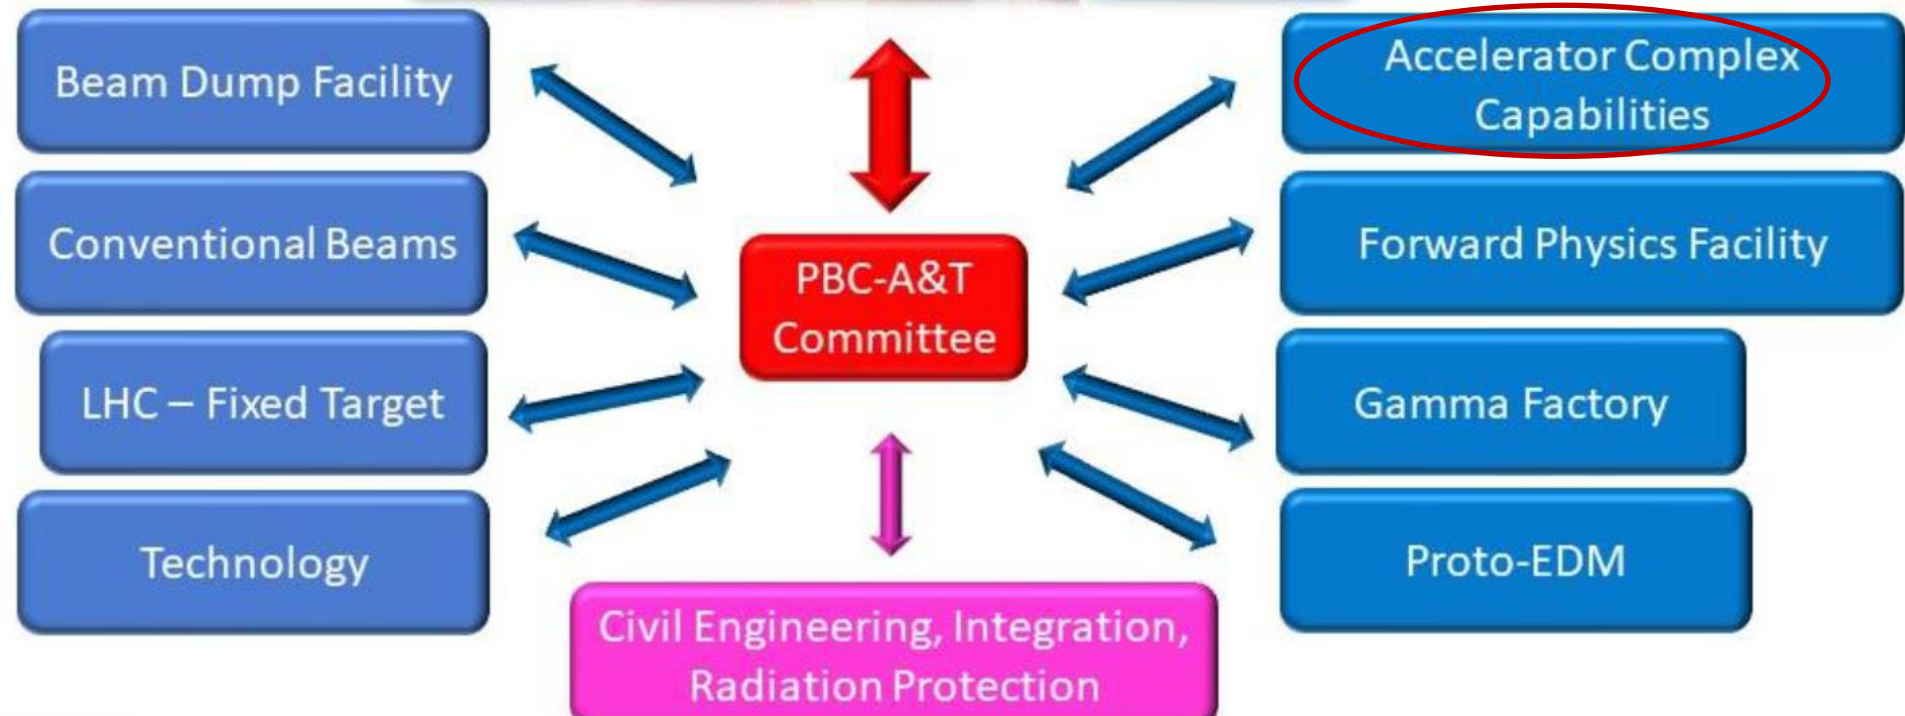 Beam Dump Facility
Conventional Beams
LHC – Fixed Target
Technology
PBC-A&T
Committee
Civil Engineering, Integration,
Radiation Protection
Accelerator Complex
Capabilities
Forward Physics Facility
Gamma Factory
Proto-EDM